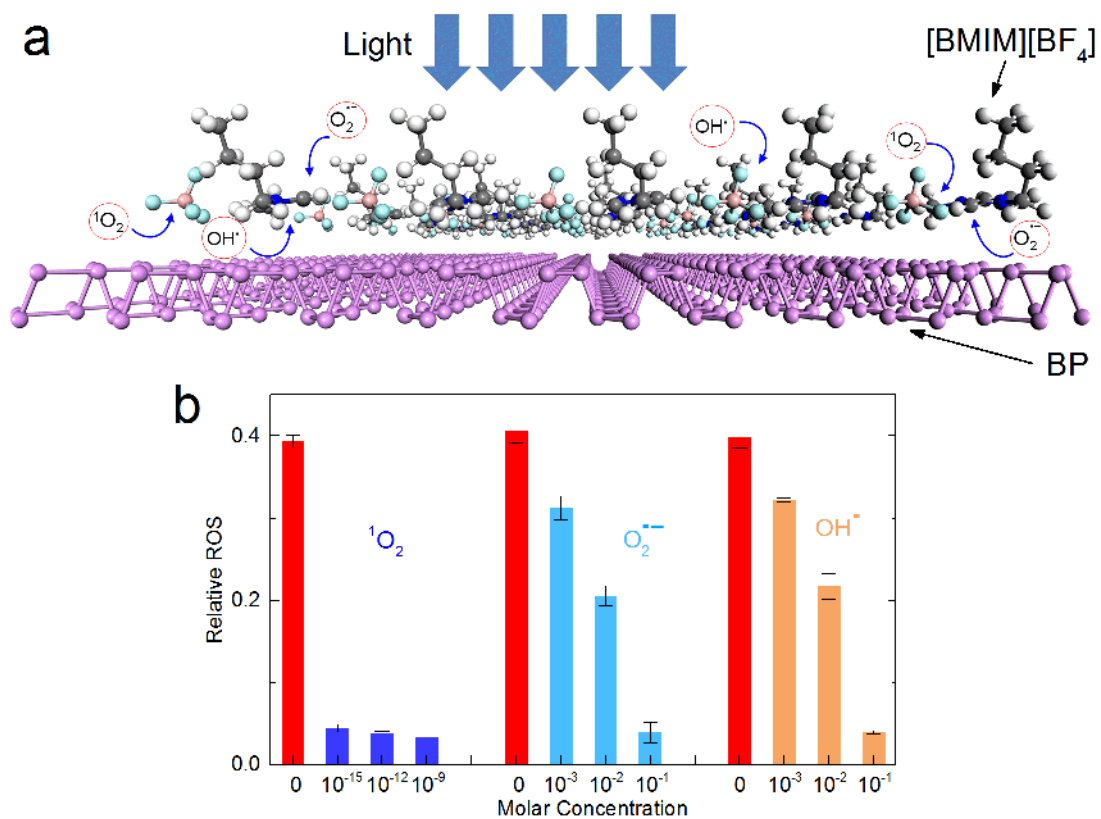 a
Light
[BMIM][BF₄]
O₂•−
OH•
¹O₂
¹O₂
OH•
O₂•−
BP
b
Relative ROS
0.4
0.2
0.0
¹O₂
O₂•−
OH•
0 10⁻¹⁵ 10⁻¹² 10⁻⁹ 0 10⁻³ 10⁻² 10⁻¹ 0 10⁻³ 10⁻² 10⁻¹
Molar Concentration